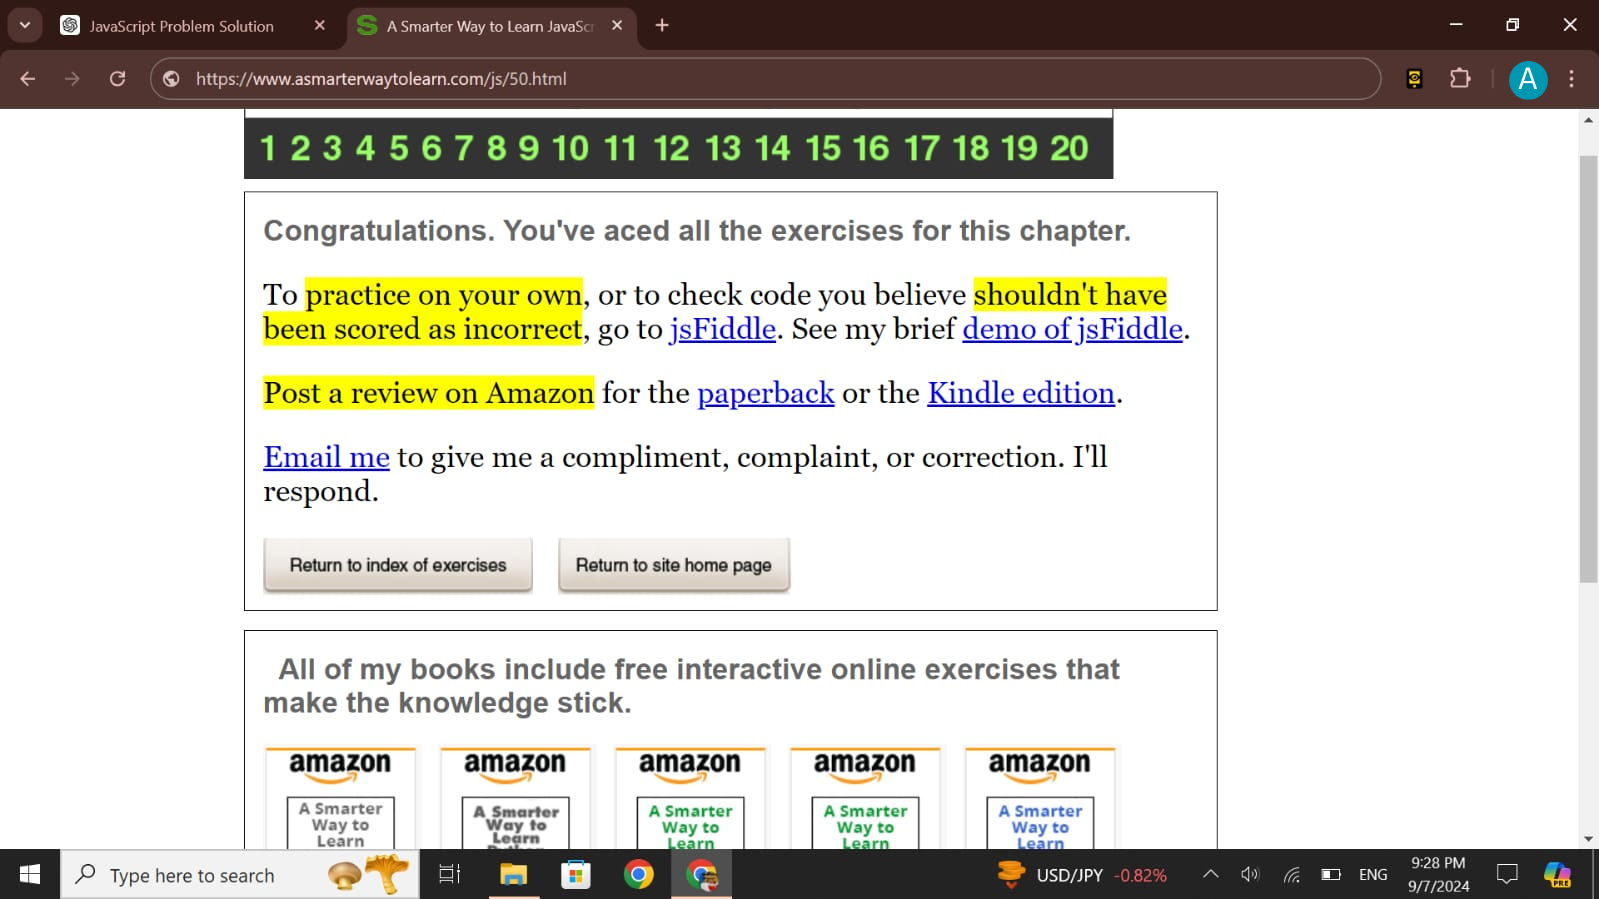 JavaScript Problem Solution
A Smarter Way to Learn JavaScr
https://www.asmarterwaytolearn.com/js/50.html
A
1 2 3 4 5 6 7 8 9 10 11 12 13 14 15 16 17 18 19 20
Congratulations. You've aced all the exercises for this chapter.
To practice on your own, or to check code you believe shouldn't have
been scored as incorrect, go to jsFiddle. See my brief demo of jsFiddle.
Post a review on Amazon for the paperback or the Kindle edition.
Email me to give me a compliment, complaint, or correction. I'll
respond.
Return to index of exercises Return to site home page
All of my books include free interactive online exercises that
make the knowledge stick.
amazon amazon amazon amazon amazon
A Smarter A Smarter A Smarter A Smarter A Smarter
Way to Way to Way to Way to Way to
Learn Learn Learn Learn Learn
Type here to search
USD/JPY -0.82%
ENG
9:28 PM
9/7/2024
PRE